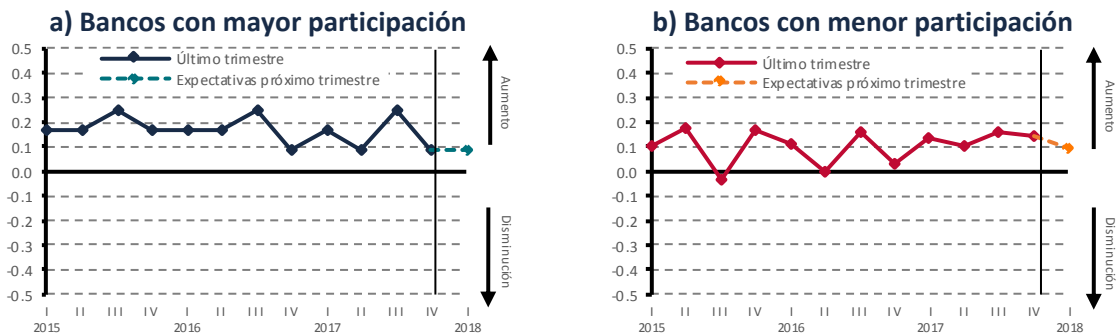 a) Bancos con mayor participación
0.5
0.4
0.3
0.2
0.1
0.0
-0.1
-0.2
-0.3
-0.4
-0.5
Último trimestre
Expectativas próximo trimestre
Aumento
Disminución
I II III IV I II III IV I II III IV I
2015 2016 2017 2018
b) Bancos con menor participación
0.5
0.4
0.3
0.2
0.1
0.0
-0.1
-0.2
-0.3
-0.4
-0.5
Último trimestre
Expectativas próximo trimestre
Aumento
Disminución
I II III IV I II III IV I II III IV I
2015 2016 2017 2018